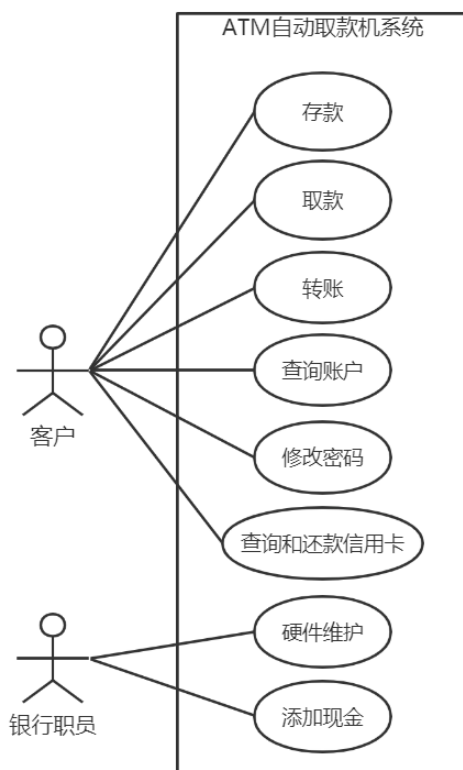 ATM自动取款机系统
存款
取款
转账
查询账户
客户
修改密码
查询和还款信用卡
硬件维护
银行职员
添加现金